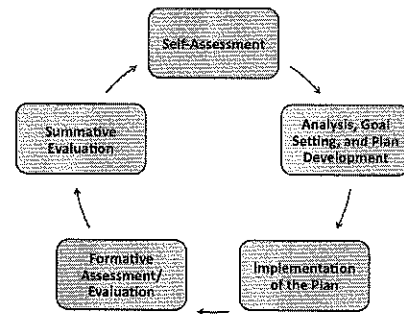 Self-Assessment
Analysis, Goal
Setting, and Plan
Development
Implementation
of the Plan
Formative
Assessment/
Evaluation
Summative
Evaluation